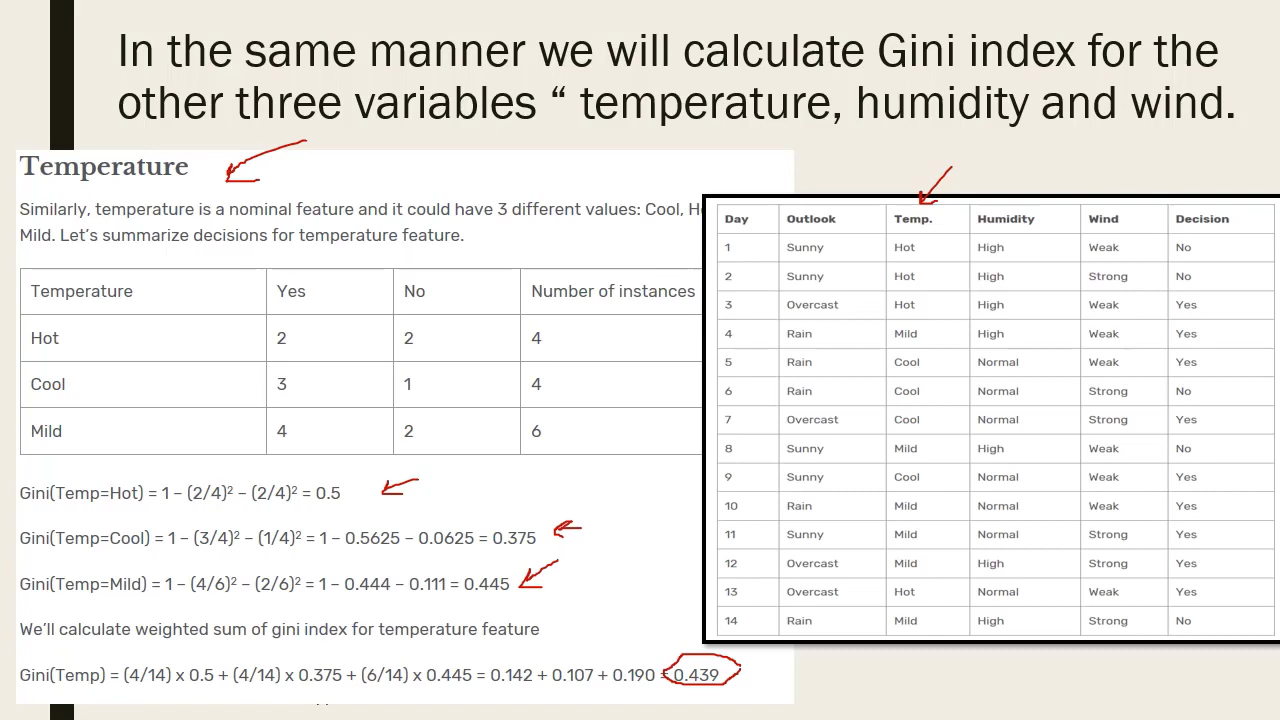 In the same manner we will calculate Gini index for the
other three variables “ temperature, humidity and wind.
Temperature
Similarly, temperature is a nominal feature and it could have 3 different values: Cool,
Mild. Let’s summarize decisions for temperature feature.
Temperature Yes No Number of instances
Hot 2 2 4
Cool 3 1 4
Mild 4 2 6
Gini(Temp=Hot) = 1 – (2/4)² – (2/4)² = 0.5
Gini(Temp=Cool) = 1 – (3/4)² – (1/4)² = 1 – 0.5625 – 0.0625 = 0.375
Gini(Temp=Mild) = 1 – (4/6)² – (2/6)² = 1 – 0.444 – 0.111 = 0.445
We’ll calculate weighted sum of gini index for temperature feature
Gini(Temp) = (4/14) x 0.5 + (4/14) x 0.375 + (6/14) x 0.445 = 0.142 + 0.107 + 0.190 = 0.439
Day Outlook Temp. Humidity Wind Decision
1 Sunny Hot High Weak No
2 Sunny Hot High Strong No
3 Overcast Hot High Weak Yes
4 Rain Mild High Weak Yes
5 Rain Cool Normal Weak Yes
6 Rain Cool Normal Strong No
7 Overcast Cool Normal Strong Yes
8 Sunny Mild High Weak No
9 Sunny Cool Normal Weak Yes
10 Rain Mild Normal Weak Yes
11 Sunny Mild Normal Strong Yes
12 Overcast Mild High Strong Yes
13 Overcast Hot Normal Weak Yes
14 Rain Mild High Strong No